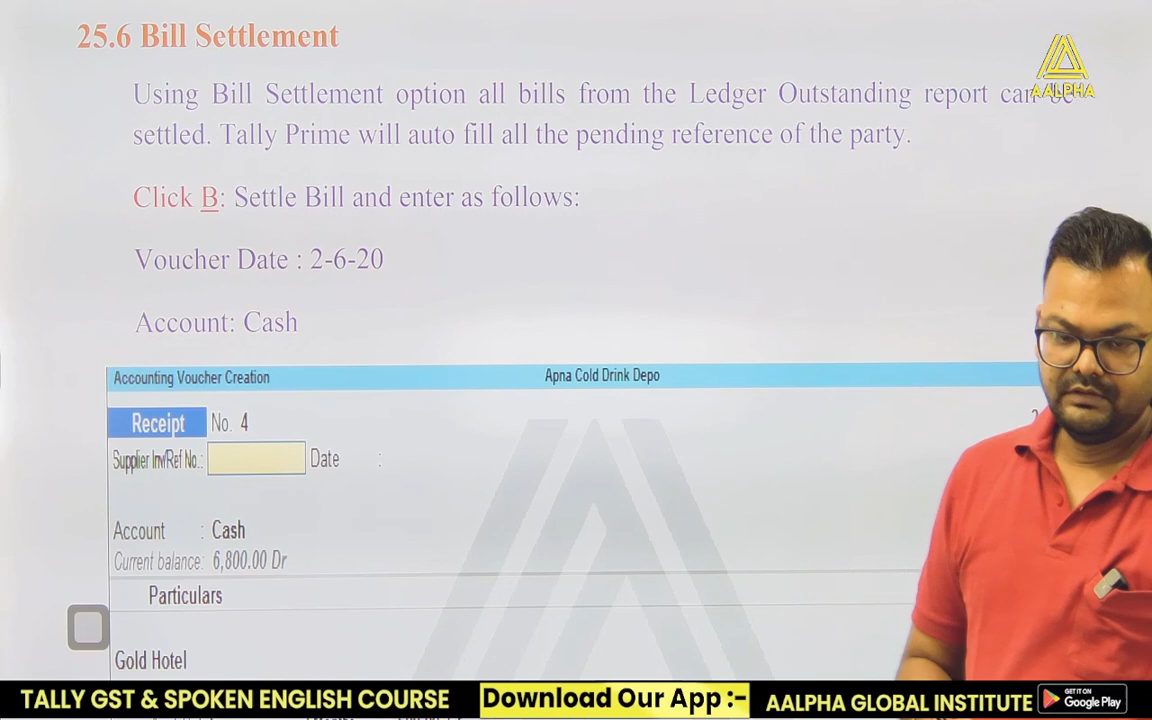 25.6 Bill Settlement
AALPHA
Using Bill Settlement option all bills from the Ledger Outstanding report can be
settled. Tally Prime will auto fill all the pending reference of the party.
Click B: Settle Bill and enter as follows:
Voucher Date : 2-6-20
Account: Cash
Accounting Voucher Creation Apna Cold Drink Depo
Receipt No. 4
Supplier Inv/Ref No.: Date :
Account : Cash
Current balance: 6,800.00 Dr
Particulars
Gold Hotel
TALLY GST & SPOKEN ENGLISH COURSE Download Our App :- AALPHA GLOBAL INSTITUTE GET IT ON Google Play